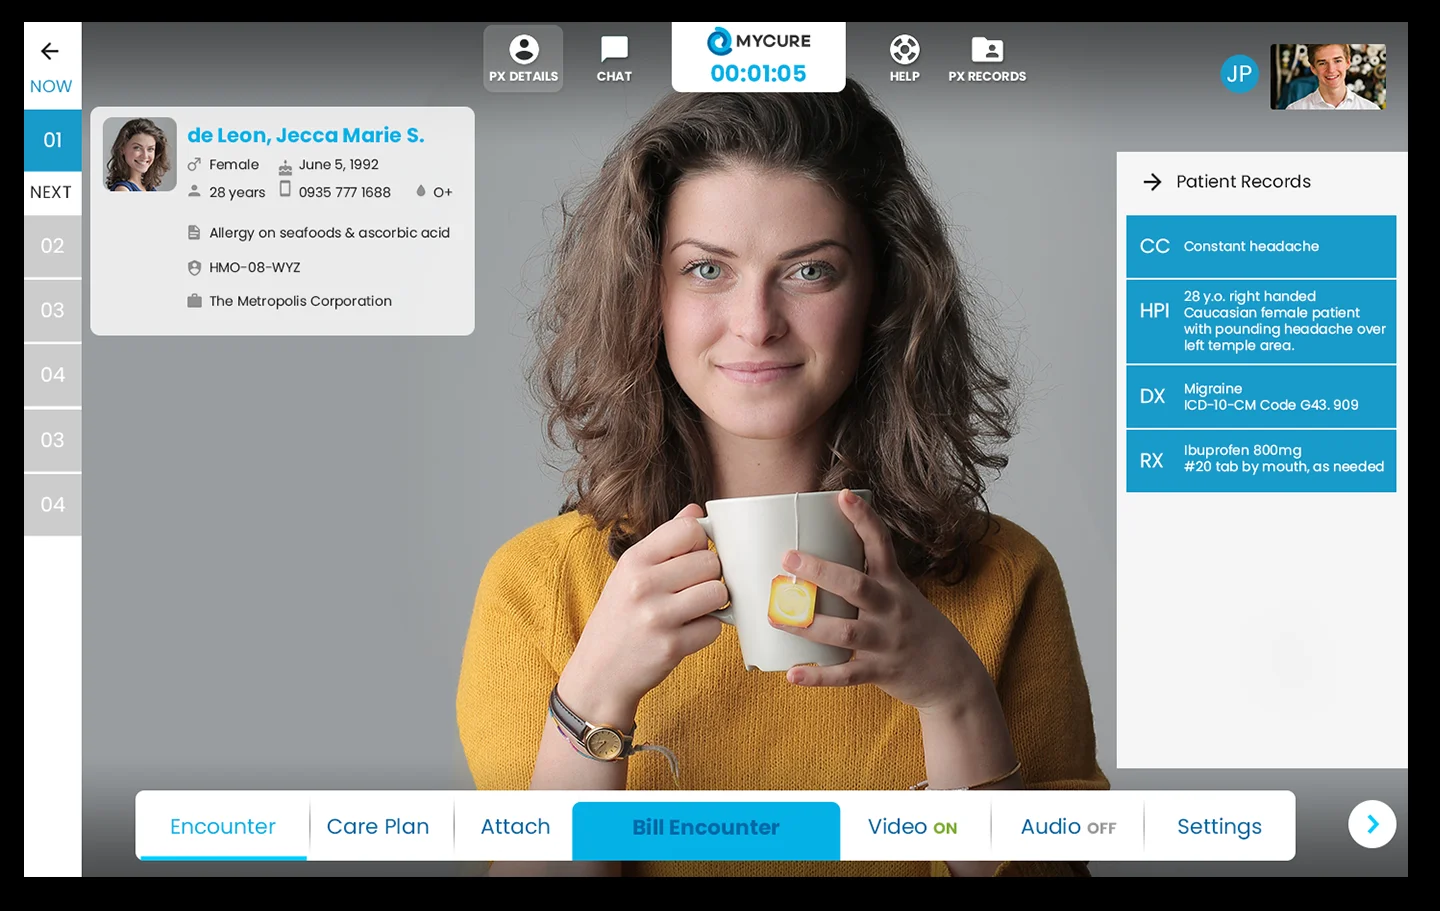 NOW
01
NEXT
02
03
04
03
04
PX DETAILS
CHAT
MYCURE
00:01:05
HELP
PX RECORDS
JP
de Leon, Jecca Marie S.
Female June 5, 1992
28 years 0935 777 1688 O+
Allergy on seafoods & ascorbic acid
HMO-08-WYZ
The Metropolis Corporation
Patient Records
CC Constant headache
HPI 28 y.o. right handed
Caucasian female patient
with pounding headache over
left temple area.
DX Migraine
ICD-10-CM Code G43. 909
RX Ibuprofen 800mg
#20 tab by mouth, as needed
Encounter
Care Plan
Attach
Bill Encounter
Video ON
Audio OFF
Settings